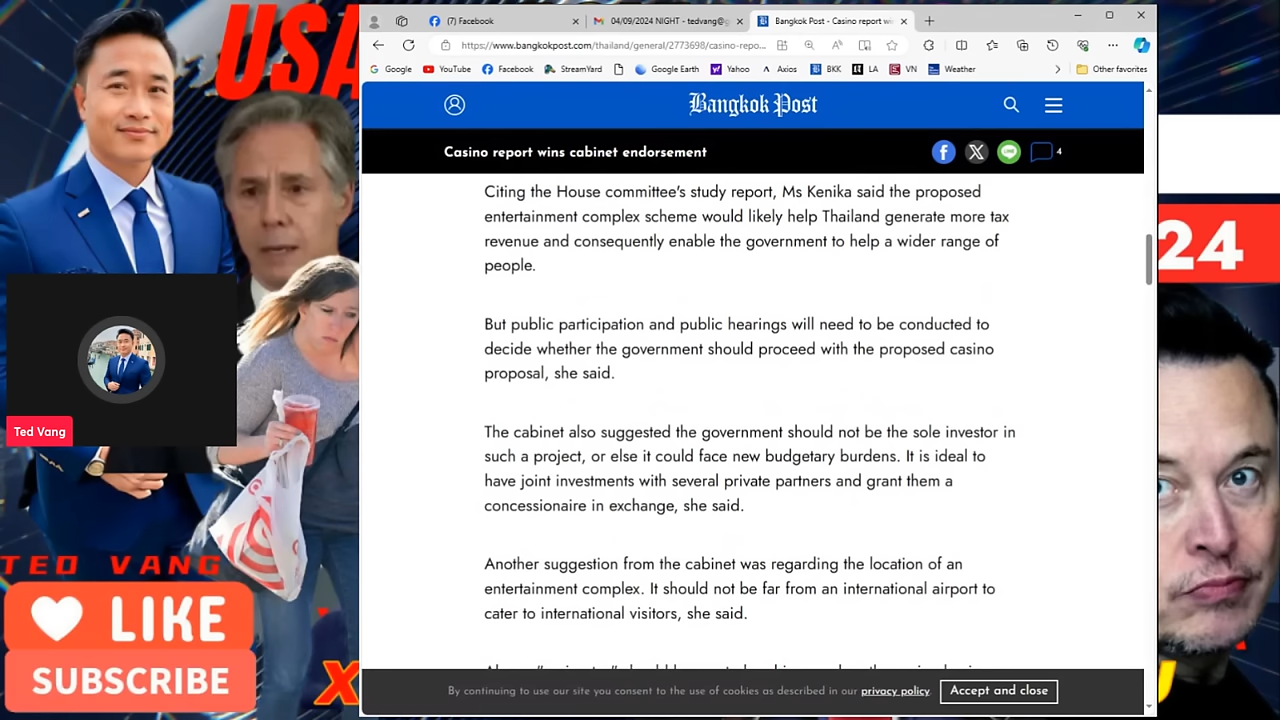 USA
(7) Facebook
04/09/2024 NIGHT - tedvang@g
Bangkok Post - Casino report wi
https://www.bangkokpost.com/thailand/general/2773698/casino-repo...
Google
YouTube
Facebook
StreamYard
Google Earth
Yahoo
Axios
BKK
LA
VN
Weather
Other favorites
Bangkok Post
Casino report wins cabinet endorsement
4
Citing the House committee's study report, Ms Kenika said the proposed
entertainment complex scheme would likely help Thailand generate more tax
revenue and consequently enable the government to help a wider range of
people.
But public participation and public hearings will need to be conducted to
decide whether the government should proceed with the proposed casino
proposal, she said.
The cabinet also suggested the government should not be the sole investor in
such a project, or else it could face new budgetary burdens. It is ideal to
have joint investments with several private partners and grant them a
concessionaire in exchange, she said.
Another suggestion from the cabinet was regarding the location of an
entertainment complex. It should not be far from an international airport to
cater to international visitors, she said.
By continuing to use our site you consent to the use of cookies as described in our privacy policy.
Accept and close
24
Ted Vang
TED VANG
LIKE
SUBSCRIBE
X